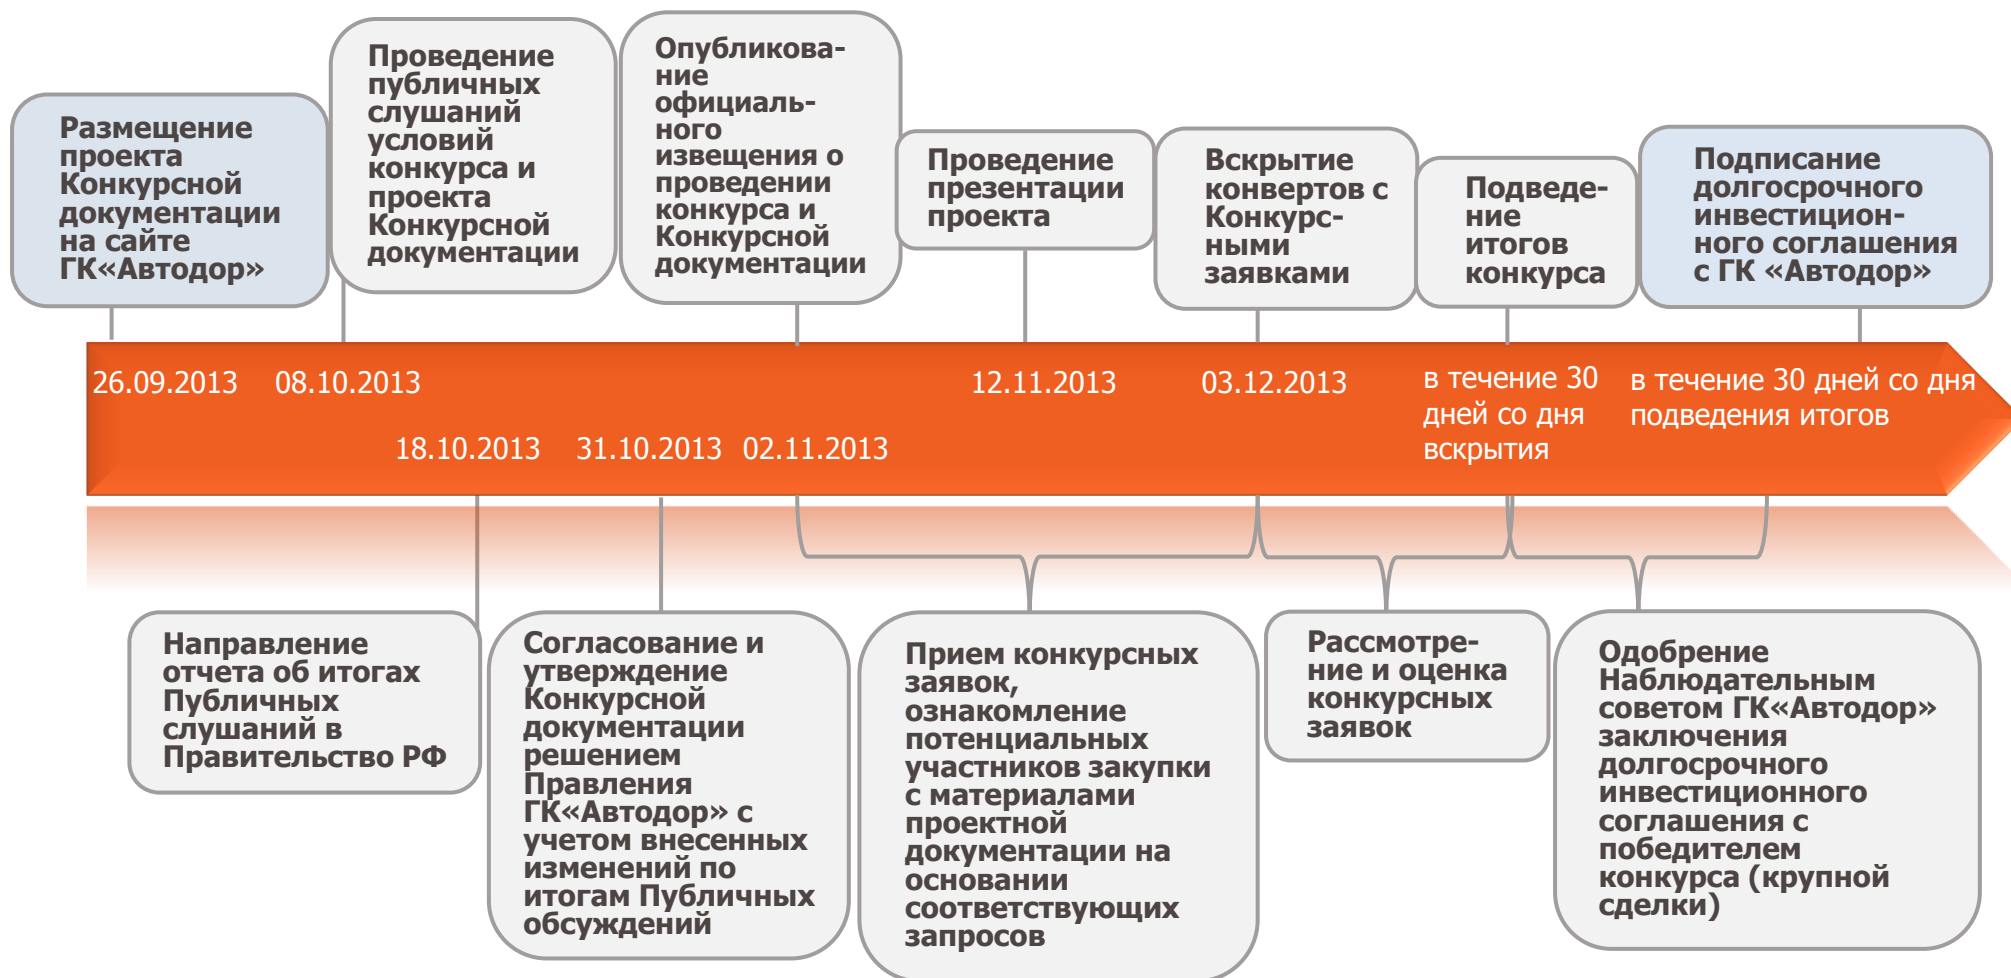 Размещение
проекта
Конкурсной
документации
на сайте
ГК«Автодор»
Проведение
публичных
слушаний
условий
конкурса и
проекта
Конкурсной
документации
Опубликова-
ние
официаль-
ного
извещения о
проведении
конкурса и
Конкурсной
документации
Проведение
презентации
проекта
Вскрытие
конвертов с
Конкурс-
ными
заявками
Подведе-
ние
итогов
конкурса
Подписание
долгосрочного
инвестицион-
ного соглашения
с ГК «Автодор»
26.09.2013
08.10.2013
18.10.2013
31.10.2013
02.11.2013
12.11.2013
03.12.2013
в течение 30
дней со дня
вскрытия
в течение 30 дней со дня
подведения итогов
Направление
отчета об итогах
Публичных
слушаний в
Правительство РФ
Согласование и
утверждение
Конкурсной
документации
решением
Правления
ГК«Автодор» с
учетом внесенных
изменений по
итогам Публичных
обсуждений
Прием конкурсных
заявок,
ознакомление
потенциальных
участников закупки
с материалами
проектной
документации на
основании
соответствующих
запросов
Рассмотре-
ние и оценка
конкурсных
заявок
Одобрение
Наблюдательным
советом ГК«Автодор»
заключения
долгосрочного
инвестиционного
соглашения с
победителем
конкурса (крупной
сделки)